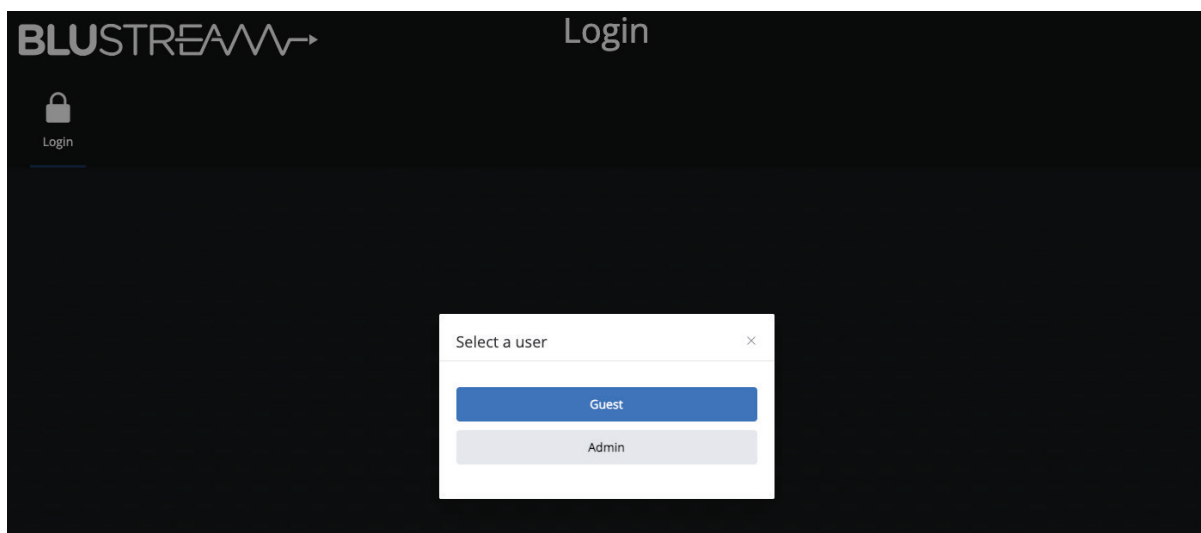 BLUSTREAM
Login
Login
Select a user
Guest
Admin